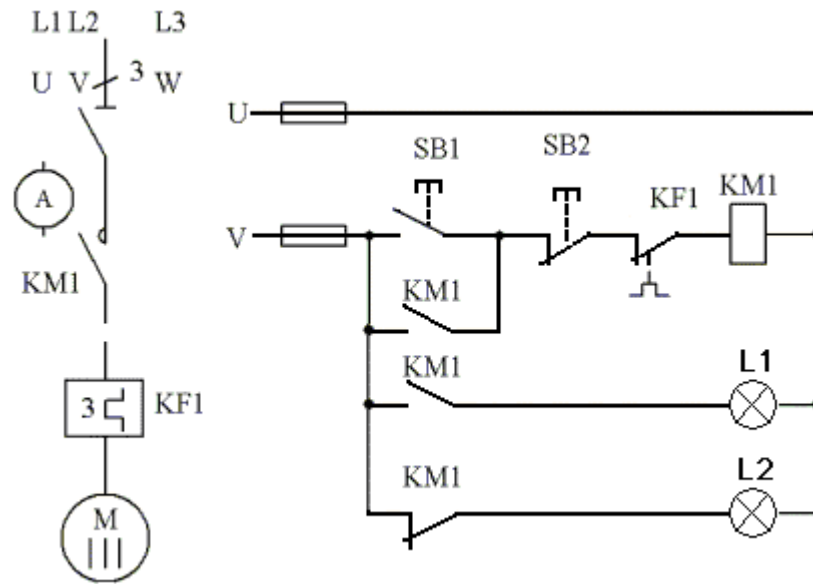 L1 L2 L3
U V 3 W
U
SB1 SB2
KF1 KM1
A
V
KM1
KM1
KM1 L1
3 KF1
KM1 L2
M